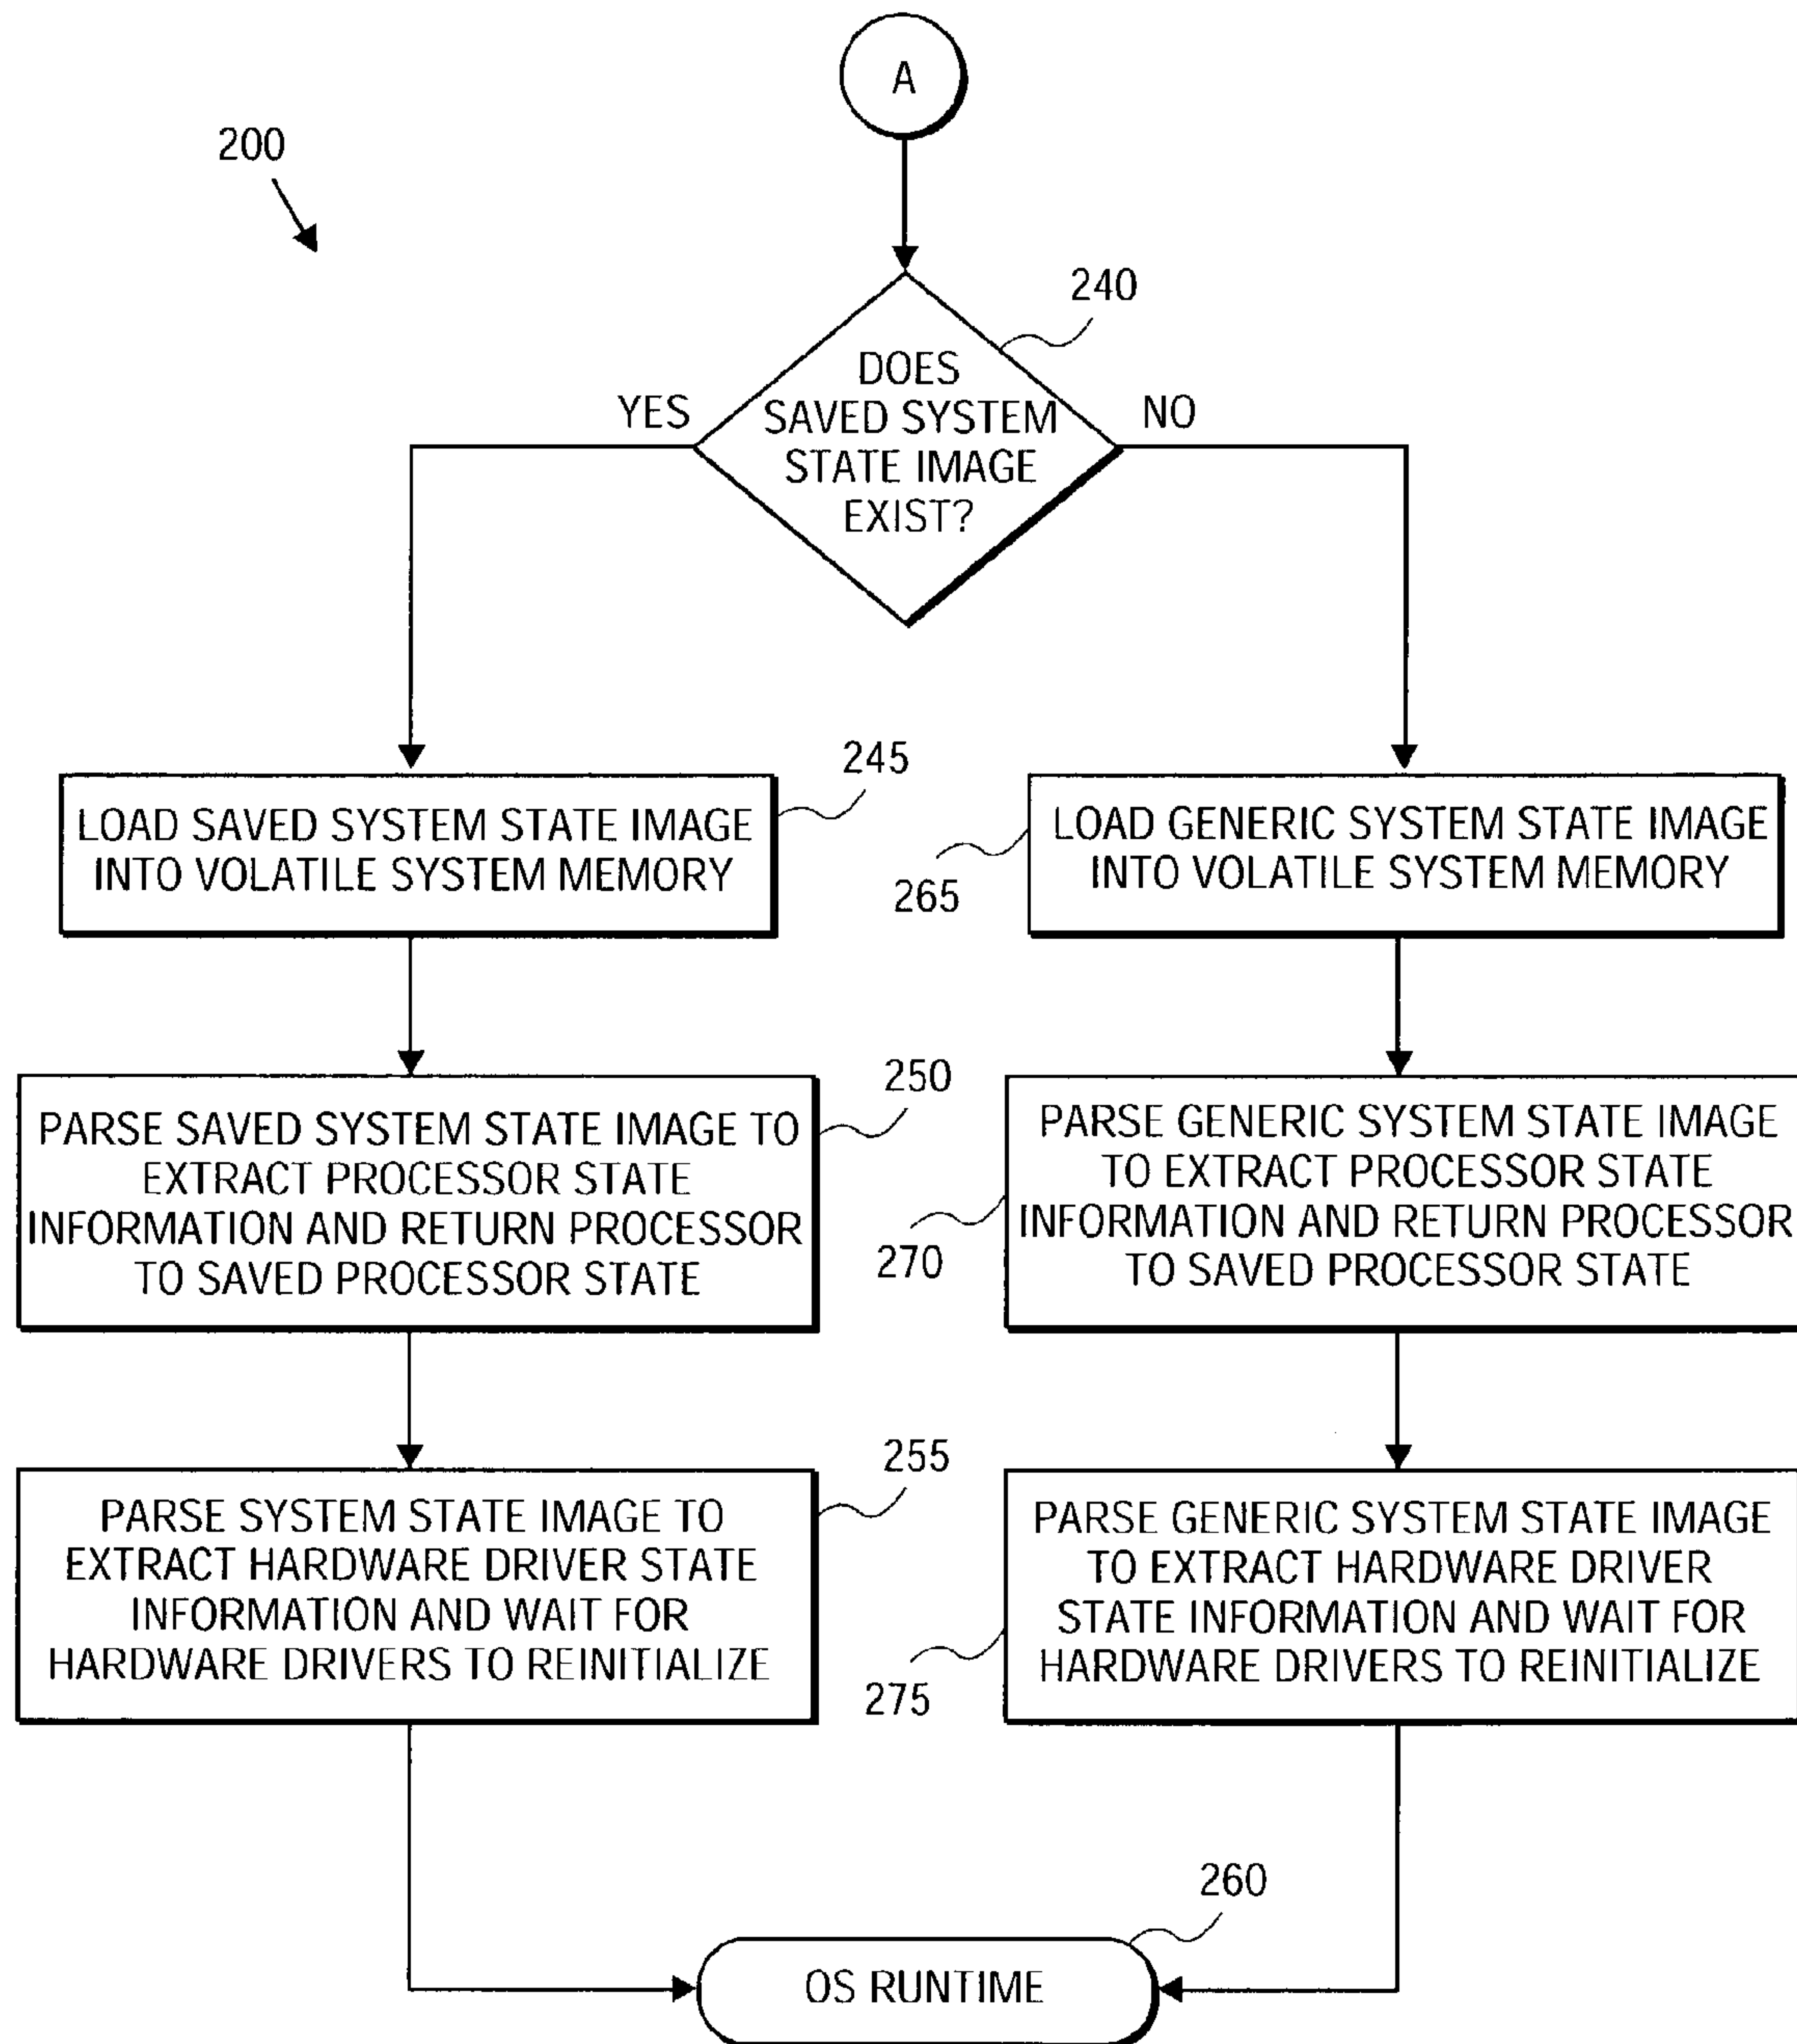 A
200
240
DOES
SAVED SYSTEM
STATE IMAGE
EXIST?
YES
NO
245
LOAD SAVED SYSTEM STATE IMAGE
INTO VOLATILE SYSTEM MEMORY
265
LOAD GENERIC SYSTEM STATE IMAGE
INTO VOLATILE SYSTEM MEMORY
250
PARSE SAVED SYSTEM STATE IMAGE TO
EXTRACT PROCESSOR STATE
INFORMATION AND RETURN PROCESSOR
TO SAVED PROCESSOR STATE
270
PARSE GENERIC SYSTEM STATE IMAGE
TO EXTRACT PROCESSOR STATE
INFORMATION AND RETURN PROCESSOR
TO SAVED PROCESSOR STATE
255
PARSE SYSTEM STATE IMAGE TO
EXTRACT HARDWARE DRIVER STATE
INFORMATION AND WAIT FOR
HARDWARE DRIVERS TO REINITIALIZE
275
PARSE GENERIC SYSTEM STATE IMAGE
TO EXTRACT HARDWARE DRIVER
STATE INFORMATION AND WAIT FOR
HARDWARE DRIVERS TO REINITIALIZE
260
OS RUNTIME